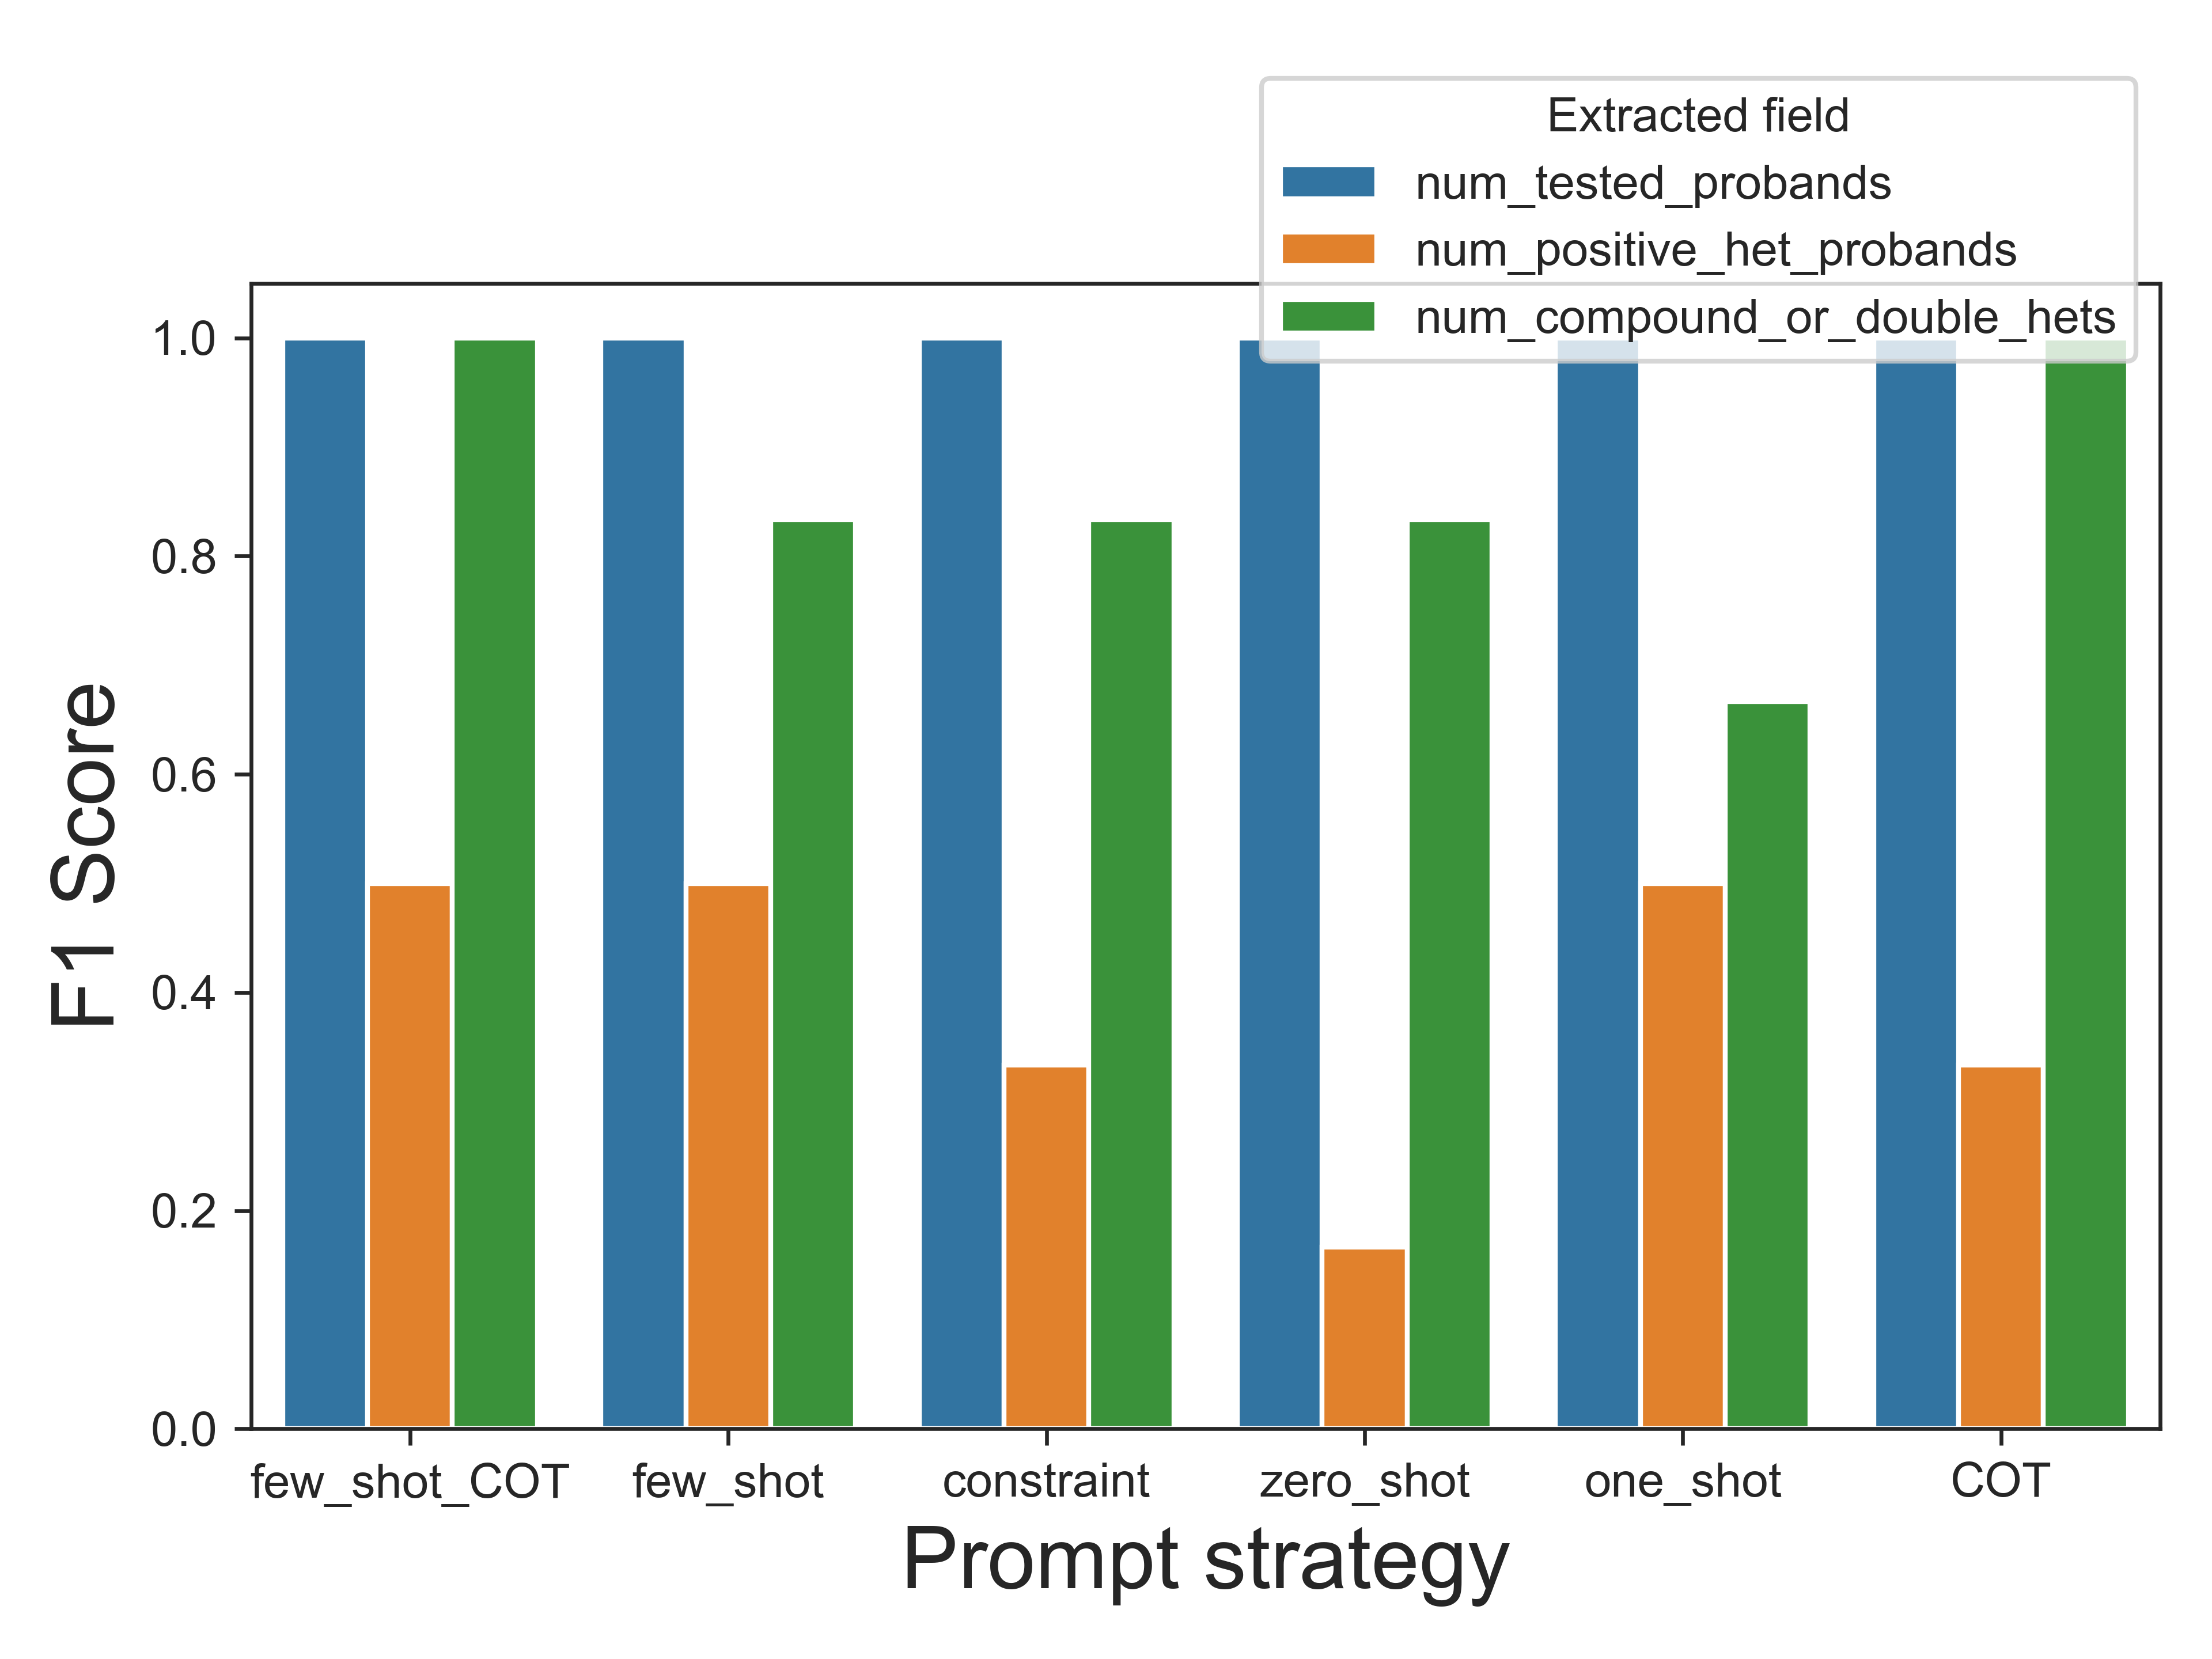 Extracted field
num_tested_probands
num_positive_het_probands
num_compound_or_double_hets
1.0
0.8
0.6
0.4
0.2
0.0
F1 Score
few_shot_COT few_shot constraint zero_shot one_shot COT
Prompt strategy